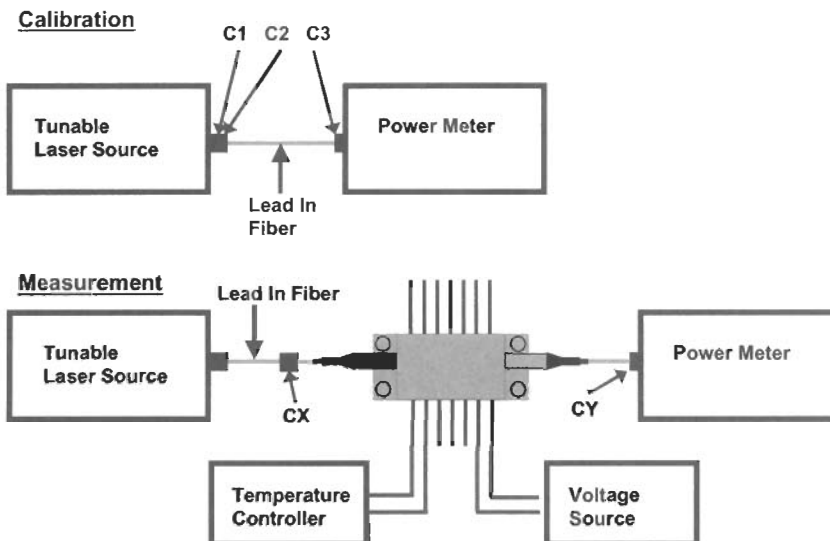 Calibration
C1 C2 C3
Tunable
Laser Source
Power Meter
Lead In
Fiber
Measurement
Lead In Fiber
Tunable
Laser Source
Power Meter
CX
CY
Temperature
Controller
Voltage
Source